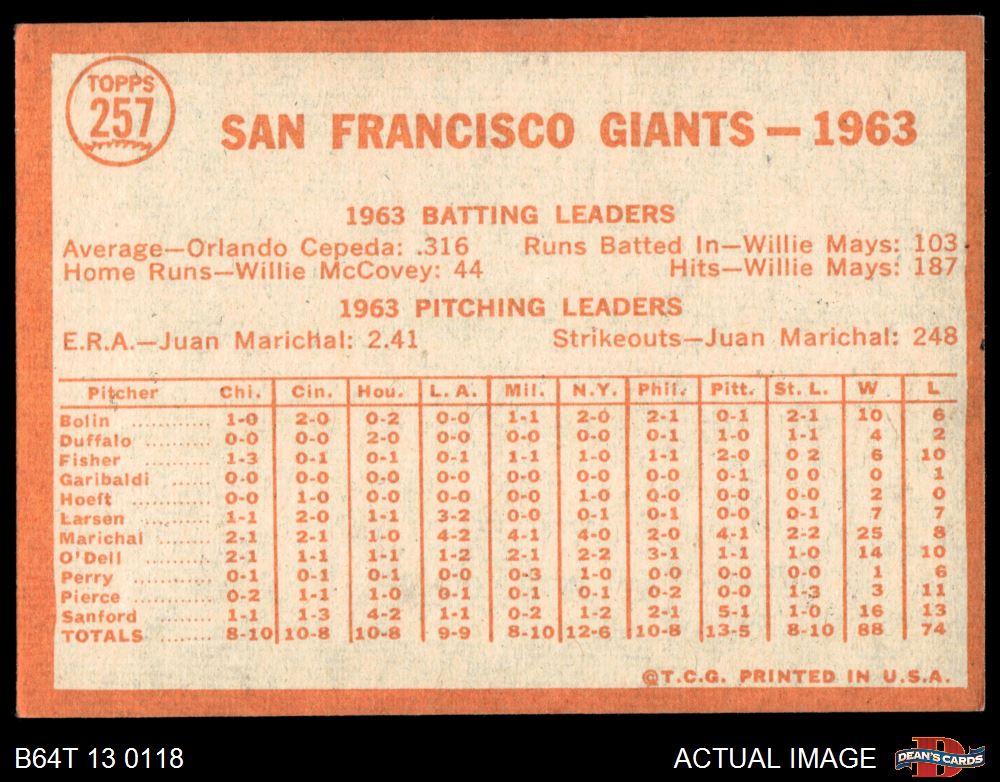 TOPPS
257
SAN FRANCISCO GIANTS — 1963
1963 BATTING LEADERS
Average—Orlando Cepeda: .316 Runs Batted In—Willie Mays: 103
Home Runs—Willie McCovey: 44 Hits—Willie Mays: 187
1963 PITCHING LEADERS
E.R.A.—Juan Marichal: 2.41 Strikeouts—Juan Marichal: 248
Pitcher Chi. Cin. Hou. L. A. Mil. N.Y. Phil. Pitt. St. L. W L
Bolin .......... 1-0 2-0 0-2 0-0 1-1 2-0 2-1 0-1 2-1 10 6
Duffalo ........ 0-0 0-0 2-0 0-0 0-0 0-0 0-1 1-0 1-1 4 2
Fisher ........ 1-3 0-1 0-1 0-1 1-1 1-0 1-1 2-0 0 2 6 10
Garibaldi ..... 0-0 0-0 0-0 0-0 0-0 0-0 0-0 0-1 0 0 0 1
Hoeft .......... 0-0 1-0 0-0 0-0 0-0 1-0 0-0 0-0 0-0 2 0
Larsen ........ 1-1 2-0 1-1 3-2 0-0 0-1 0-1 0-0 0-1 7 7
Marichal ...... 2-1 2-1 1-0 4-2 4-1 4-0 2-0 4-1 2-2 25 8
O'Dell ........ 2-1 1-1 1-1 1-2 2-1 2-2 3-1 1-1 1-0 14 10
Perry .......... 0-1 0-1 0-1 0-0 0-3 1-0 0-0 0-0 0-0 1 6
Pierce ........ 0-2 1-1 1-0 0-1 0-1 0-1 0-2 0-0 1-3 3 11
Sanford ....... 1-1 1-3 4-2 1-1 0-2 1-2 2-1 5-1 1-0 16 13
TOTALS ....... 8-10 10-8 10-8 9-9 8-10 12-6 10-8 13-5 8-10 88 74
©T.C.G. PRINTED IN U.S.A.
B64T 13 0118 ACTUAL IMAGE
D
DEAN'S CARDS